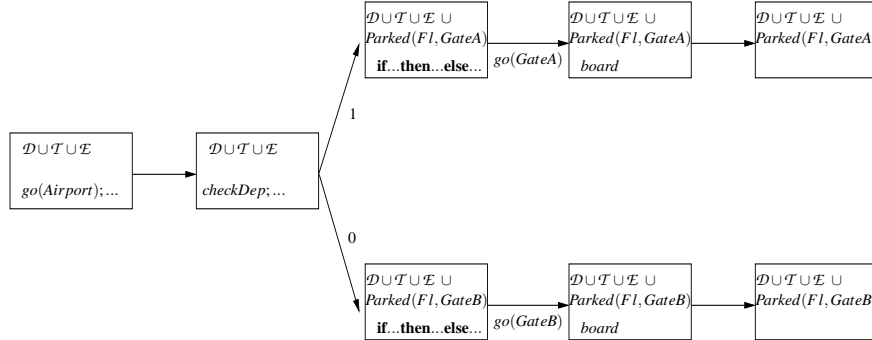 𝒟∪𝒯∪ℰ ∪
Parked(Fl,GateA)
if...then...else...
go(GateA)
𝒟∪𝒯∪ℰ ∪
Parked(Fl,GateA)
board
𝒟∪𝒯∪ℰ ∪
Parked(Fl,GateA
1
𝒟∪𝒯∪ℰ
go(Airport);...
𝒟∪𝒯∪ℰ
checkDep;...
0
𝒟∪𝒯∪ℰ ∪
Parked(Fl,GateB)
if...then...else...
go(GateB)
𝒟∪𝒯∪ℰ ∪
Parked(Fl,GateB)
board
𝒟∪𝒯∪ℰ ∪
Parked(Fl,GateB